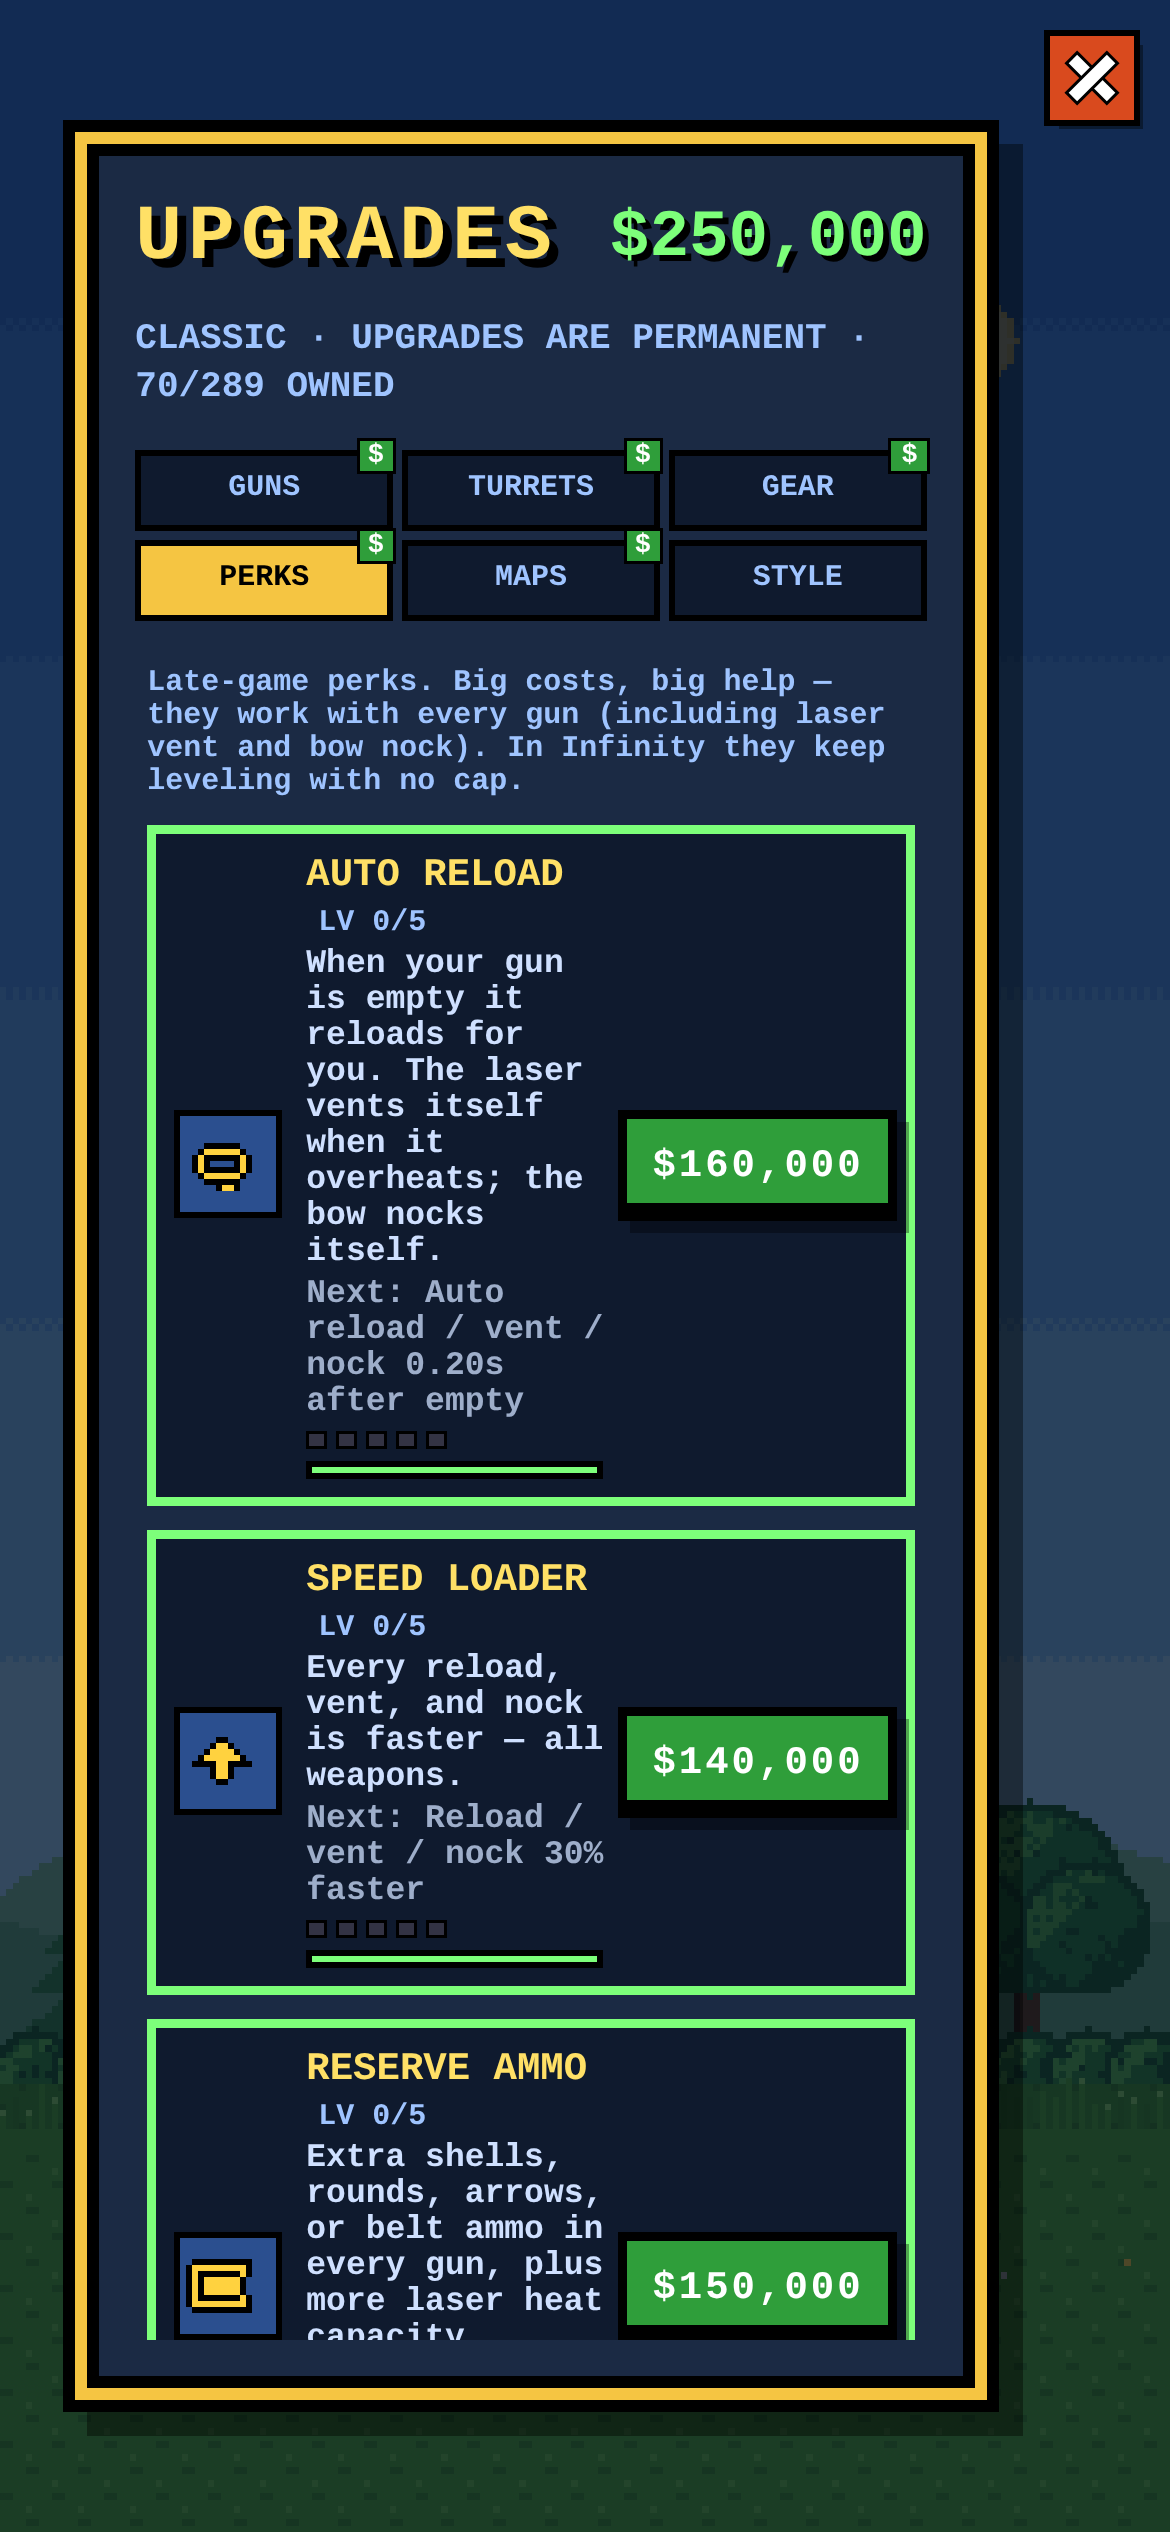 UPGRADES $250,000
CLASSIC · UPGRADES ARE PERMANENT ·
70/289 OWNED
$ $ $
GUNS TURRETS GEAR
$ $
PERKS MAPS STYLE
Late-game perks. Big costs, big help —
they work with every gun (including laser
vent and bow nock). In Infinity they keep
leveling with no cap.
AUTO RELOAD
LV 0/5
When your gun
is empty it
reloads for
you. The laser
vents itself
when it
overheats; the
bow nocks
itself.
Next: Auto
reload / vent /
nock 0.20s
after empty
$160,000
SPEED LOADER
LV 0/5
Every reload,
vent, and nock
is faster — all
weapons.
Next: Reload /
vent / nock 30%
faster
$140,000
RESERVE AMMO
LV 0/5
Extra shells,
rounds, arrows,
or belt ammo in
every gun, plus
more laser heat
capacity
$150,000